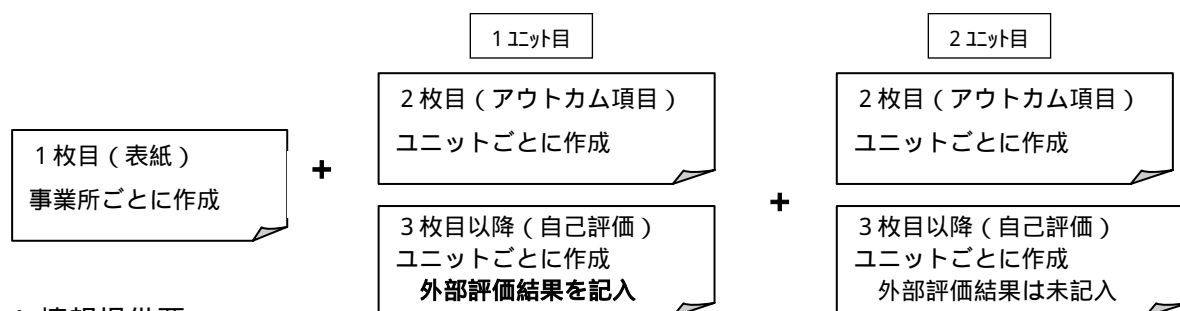 1ﾕﾆｯﾄ目
2ﾕﾆｯﾄ目
1枚目(表紙)
事業所ごとに作成
+
2枚目(アウトカム項目)
ユニットごとに作成
3枚目以降(自己評価)
ユニットごとに作成
外部評価結果を記入
+
2枚目(アウトカム項目)
ユニットごとに作成
3枚目以降(自己評価)
ユニットごとに作成
外部評価結果は未記入